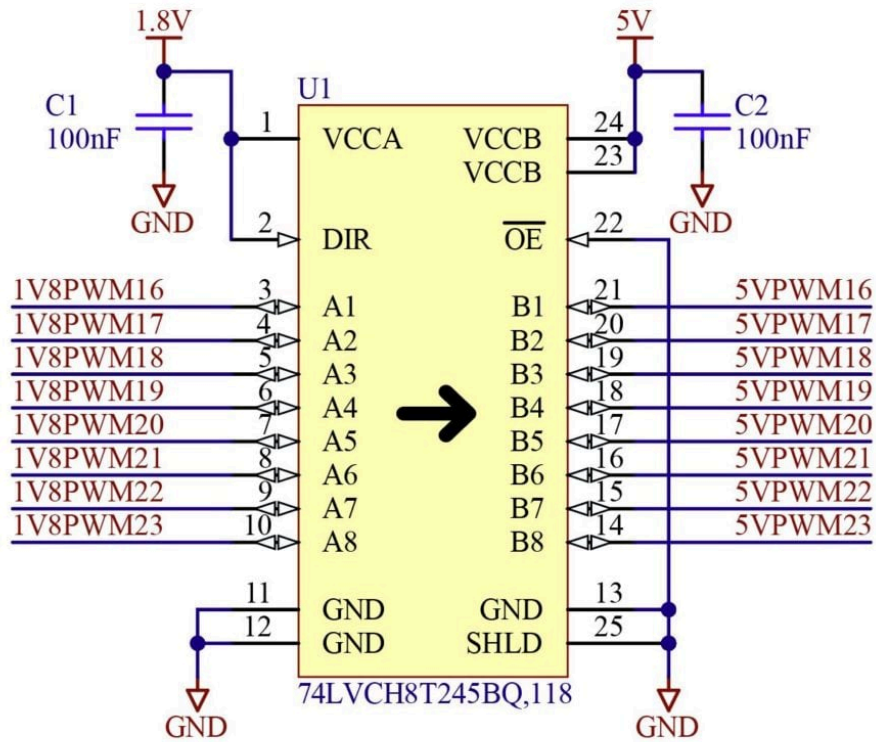 1.8V
5V
U1
C1
100nF
C2
100nF
1
VCCA
VCCB
24
VCCB
23
GND
GND
2
DIR
OE
22
1V8PWM16
3
A1
B1
21
5VPWM16
1V8PWM17
4
A2
B2
20
5VPWM17
1V8PWM18
5
A3
B3
19
5VPWM18
1V8PWM19
6
A4
B4
18
5VPWM19
1V8PWM20
7
A5
B5
17
5VPWM20
1V8PWM21
8
A6
B6
16
5VPWM21
1V8PWM22
9
A7
B7
15
5VPWM22
1V8PWM23
10
A8
B8
14
5VPWM23
11
GND
GND
13
12
GND
SHLD
25
74LVCH8T245BQ,118
GND
GND